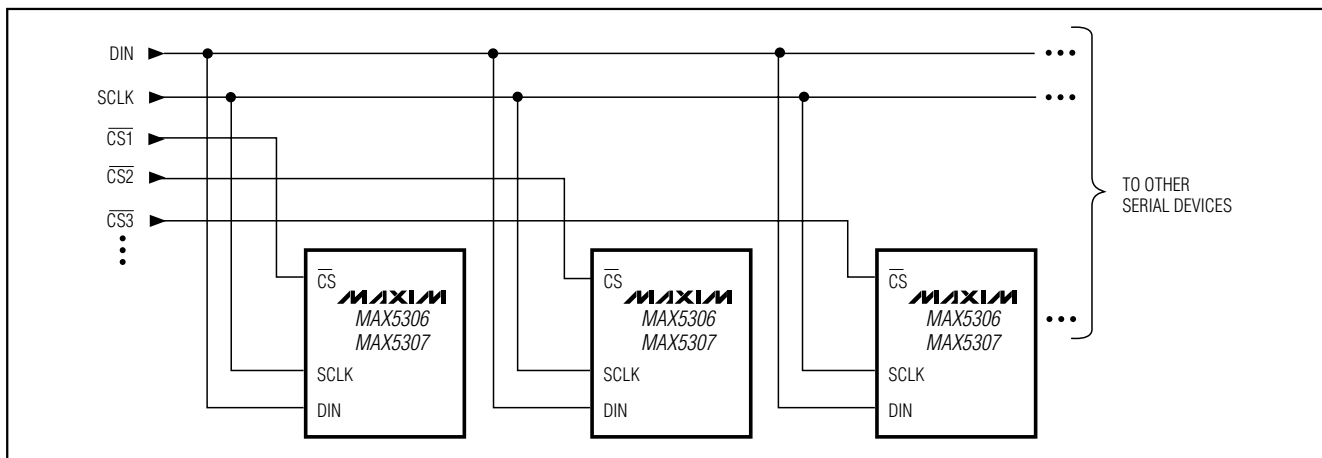 DIN
SCLK
CS1
CS2
CS3
TO OTHER
SERIAL DEVICES
CS
MAXIM
MAX5306
MAX5307
SCLK
DIN
CS
MAXIM
MAX5306
MAX5307
SCLK
DIN
CS
MAXIM
MAX5306
MAX5307
SCLK
DIN